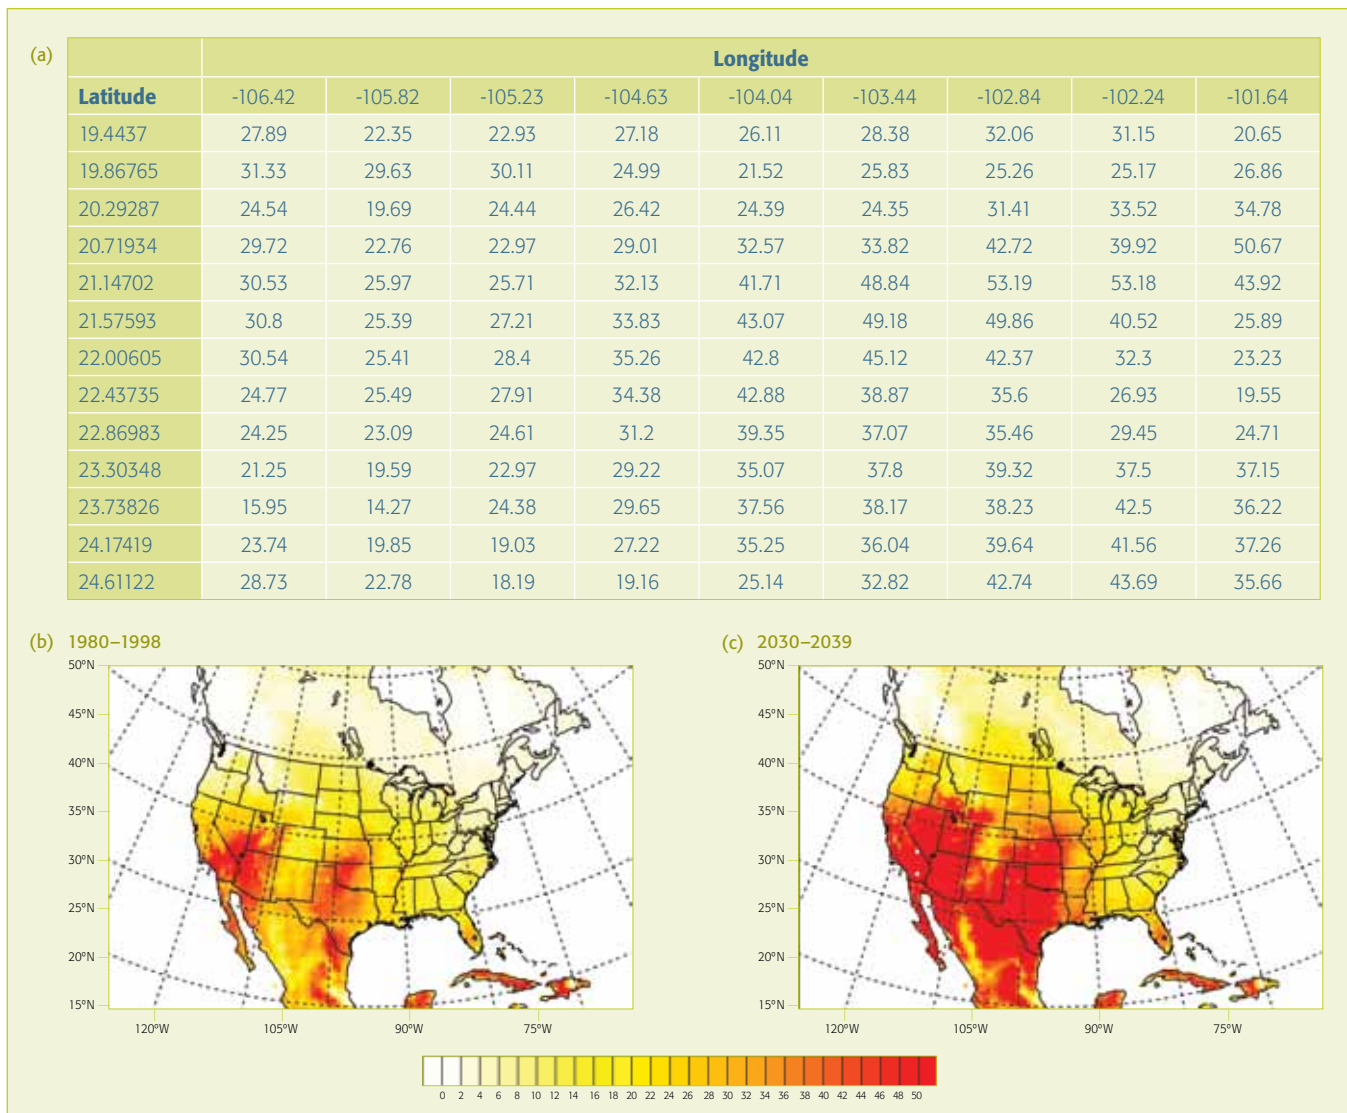 (a)
Longitude
Latitude -106.42 -105.82 -105.23 -104.63 -104.04 -103.44 -102.84 -102.24 -101.64
19.4437 27.89 22.35 22.93 27.18 26.11 28.38 32.06 31.15 20.65
19.86765 31.33 29.63 30.11 24.99 21.52 25.83 25.26 25.17 26.86
20.29287 24.54 19.69 24.44 26.42 24.39 24.35 31.41 33.52 34.78
20.71934 29.72 22.76 22.97 29.01 32.57 33.82 42.72 39.92 50.67
21.14702 30.53 25.97 25.71 32.13 41.71 48.84 53.19 53.18 43.92
21.57593 30.8 25.39 27.21 33.83 43.07 49.18 49.86 40.52 25.89
22.00605 30.54 25.41 28.4 35.26 42.8 45.12 42.37 32.3 23.23
22.43735 24.77 25.49 27.91 34.38 42.88 38.87 35.6 26.93 19.55
22.86983 24.25 23.09 24.61 31.2 39.35 37.07 35.46 29.45 24.71
23.30348 21.25 19.59 22.97 29.22 35.07 37.8 39.32 37.5 37.15
23.73826 15.95 14.27 24.38 29.65 37.56 38.17 38.23 42.5 36.22
24.17419 23.74 19.85 19.03 27.22 35.25 36.04 39.64 41.56 37.26
24.61122 28.73 22.78 18.19 19.16 25.14 32.82 42.74 43.69 35.66
(b) 1980–1998
50°N
45°N
40°N
35°N
30°N
25°N
20°N
15°N
120°W 105°W 90°W 75°W
(c) 2030–2039
50°N
45°N
40°N
35°N
30°N
25°N
20°N
15°N
120°W 105°W 90°W 75°W
0 2 4 6 8 10 12 14 16 18 20 22 24 26 28 30 32 34 36 38 40 42 44 46 48 50